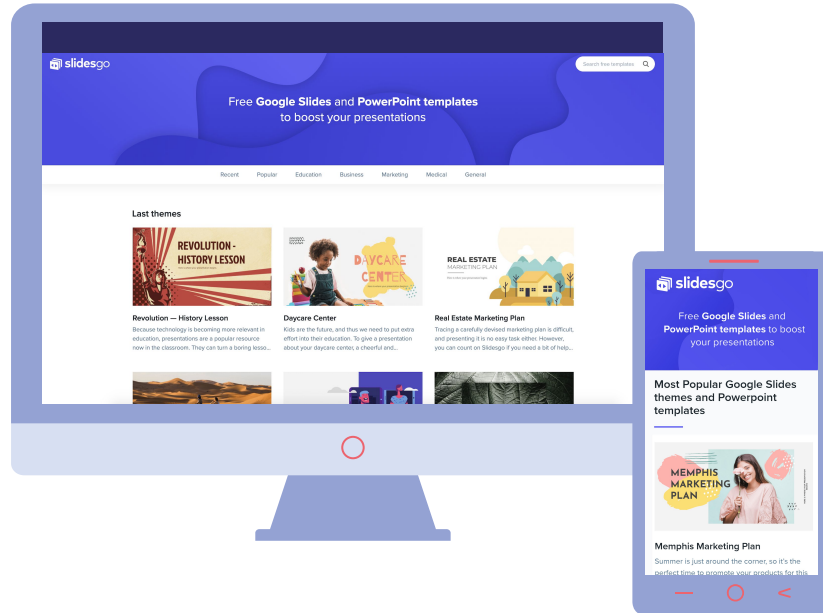 slidesgo
Search free templates
Free Google Slides and PowerPoint templates
to boost your presentations
Recent Popular Education Business Marketing Medical General
Last themes
REVOLUTION -
HISTORY LESSON
DAYCARE
CENTER
REAL ESTATE
MARKETING PLAN
Revolution — History Lesson
Because technology is becoming more relevant in
education, presentations are a popular resource
now in the classroom. They can turn a boring lesso...
Daycare Center
Kids are the future, and thus we need to put extra
effort into their education. To give a presentation
about your daycare center, a cheerful and...
Real Estate Marketing Plan
Tracing a carefully devised marketing plan is difficult,
and presenting it is no easy task either. However,
you can count on Slidesgo if you need a bit of help...
slidesgo
Free Google Slides and
PowerPoint templates to boost
your presentations
Most Popular Google Slides
themes and Powerpoint
templates
MEMPHIS
MARKETING
PLAN
Memphis Marketing Plan
Summer is just around the corner, so it's the
perfect time to promote your products for this